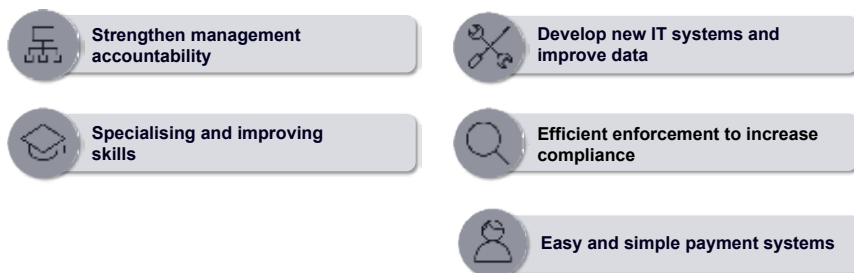 Strengthen management
accountability
Specialising and improving
skills
Develop new IT systems and
improve data
Efficient enforcement to increase
compliance
Easy and simple payment systems